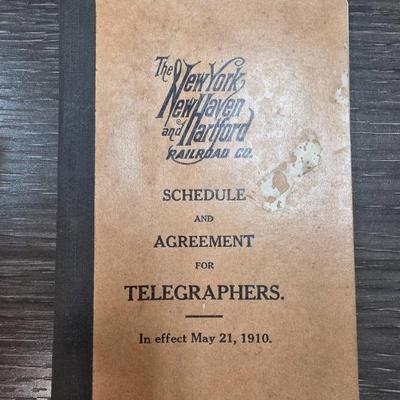 The New York
New Haven
and Hartford
RAILROAD CO.
SCHEDULE
AND
AGREEMENT
FOR
TELEGRAPHERS.
In effect May 21, 1910.